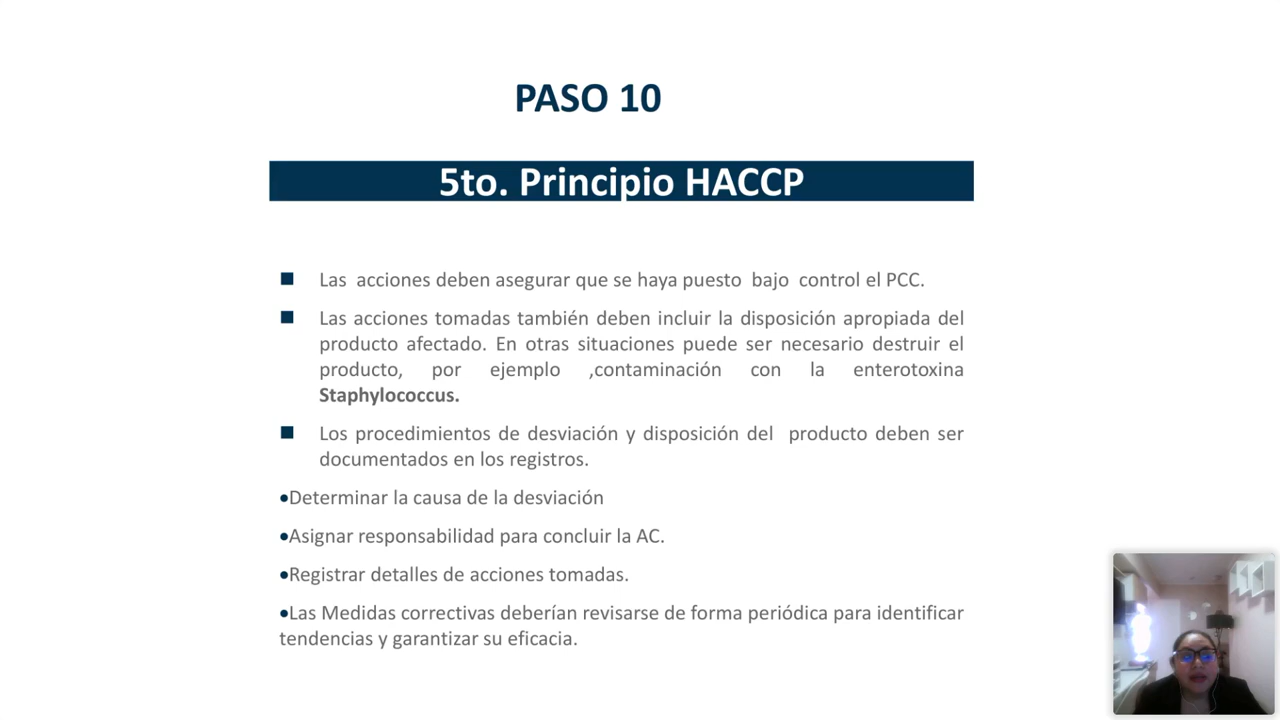 PASO 10
5to. Principio HACCP
Las acciones deben asegurar que se haya puesto bajo control el PCC.
Las acciones tomadas también deben incluir la disposición apropiada del
producto afectado. En otras situaciones puede ser necesario destruir el
producto, por ejemplo ,contaminación con la enterotoxina
Staphylococcus.
Los procedimientos de desviación y disposición del producto deben ser
documentados en los registros.
•Determinar la causa de la desviación
•Asignar responsabilidad para concluir la AC.
•Registrar detalles de acciones tomadas.
•Las Medidas correctivas deberían revisarse de forma periódica para identificar
tendencias y garantizar su eficacia.